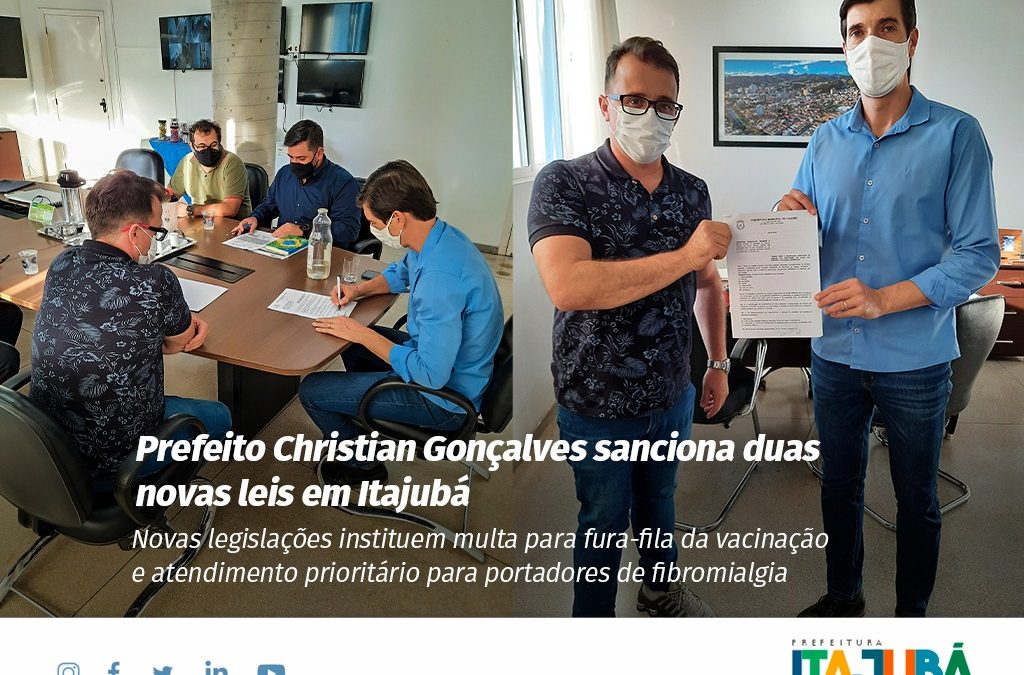 Prefeito Christian Gonçalves sanciona duas
novas leis em Itajubá
Novas legislações instituem multa para fura-fila da vacinação
e atendimento prioritário para portadores de fibromialgia
PREFEITURA
ITAJUBÁ